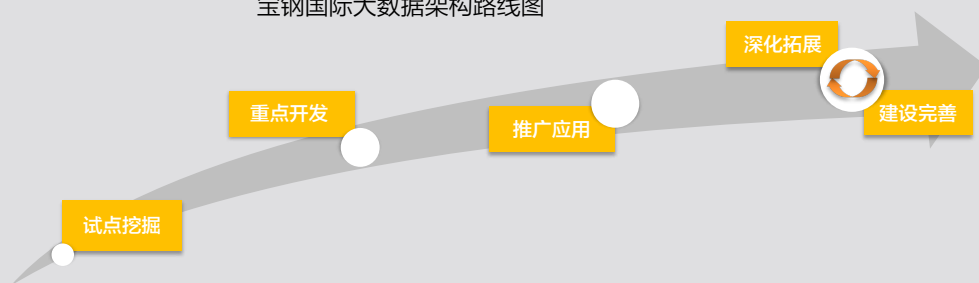 宝钢国际大数据架构路线图
深化拓展
重点开发
建设完善
推广应用
试点挖掘